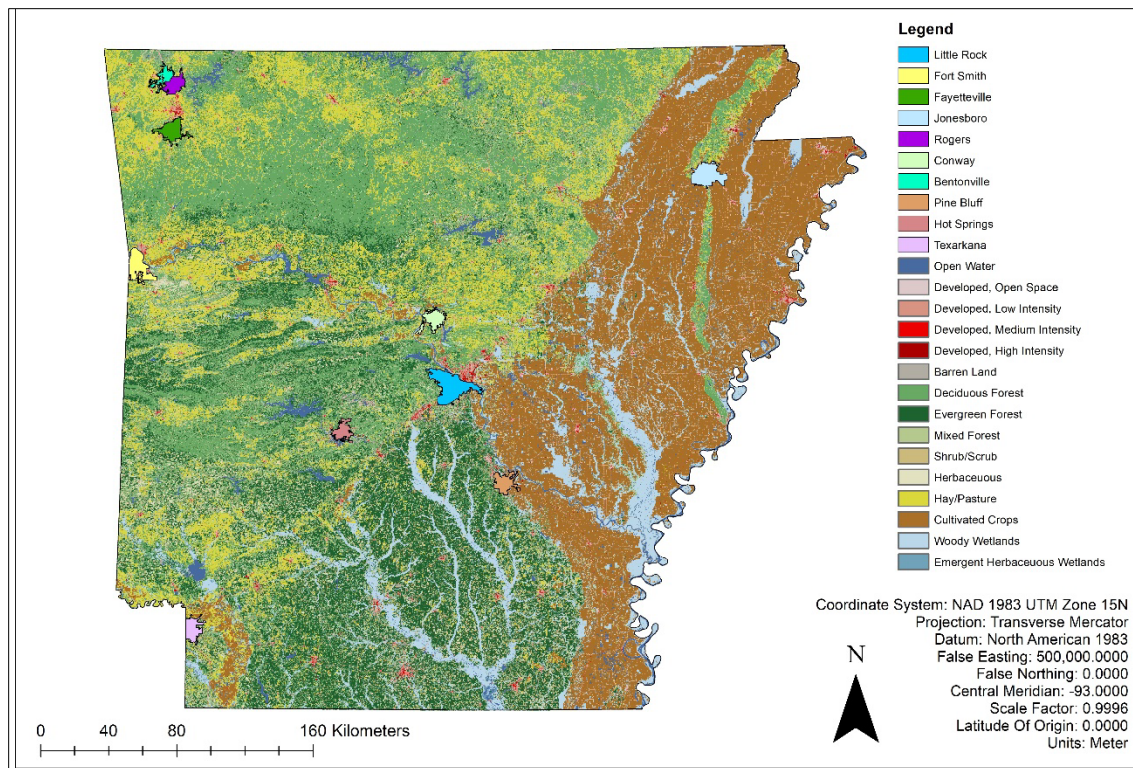 Legend
Little Rock
Fort Smith
Fayetteville
Jonesboro
Rogers
Conway
Bentonville
Pine Bluff
Hot Springs
Texarkana
Open Water
Developed, Open Space
Developed, Low Intensity
Developed, Medium Intensity
Developed, High Intensity
Barren Land
Deciduous Forest
Evergreen Forest
Mixed Forest
Shrub/Scrub
Herbaceuous
Hay/Pasture
Cultivated Crops
Woody Wetlands
Emergent Herbaceuous Wetlands
Coordinate System: NAD 1983 UTM Zone 15N
Projection: Transverse Mercator
Datum: North American 1983
False Easting: 500,000.0000
False Northing: 0.0000
Central Meridian: -93.0000
Scale Factor: 0.9996
Latitude Of Origin: 0.0000
Units: Meter
N
0 40 80 160 Kilometers